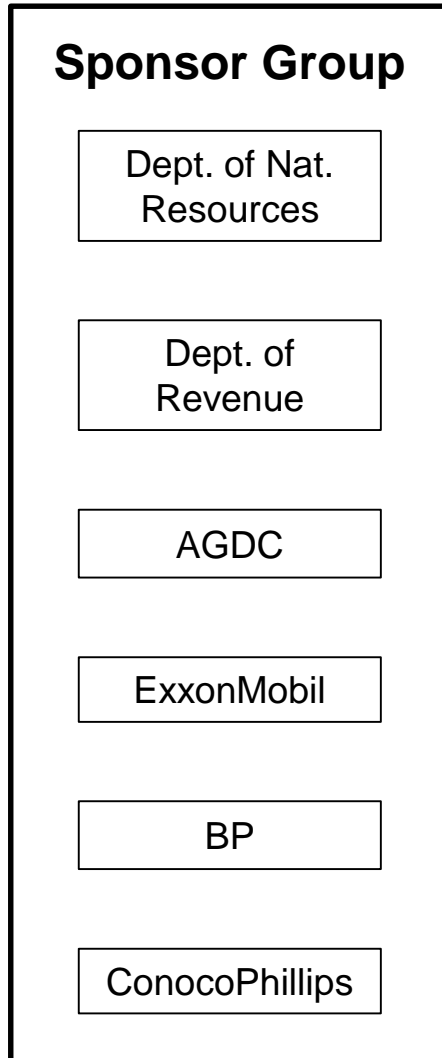 Sponsor Group
Dept. of Nat.
Resources
Dept. of
Revenue
AGDC
ExxonMobil
BP
ConocoPhillips